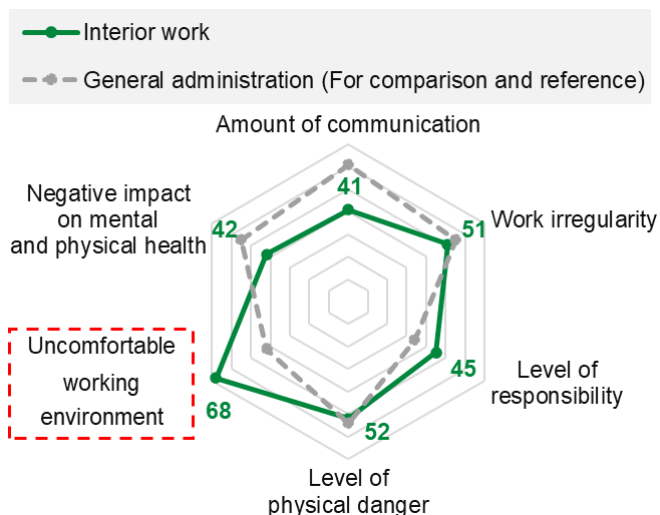 Interior work
General administration (For comparison and reference)
Amount of communication
41
Negative impact
on mental
and physical health
42
51
Work irregularity
Uncomfortable
working
environment
68
45
Level of
responsibility
52
Level of
physical danger